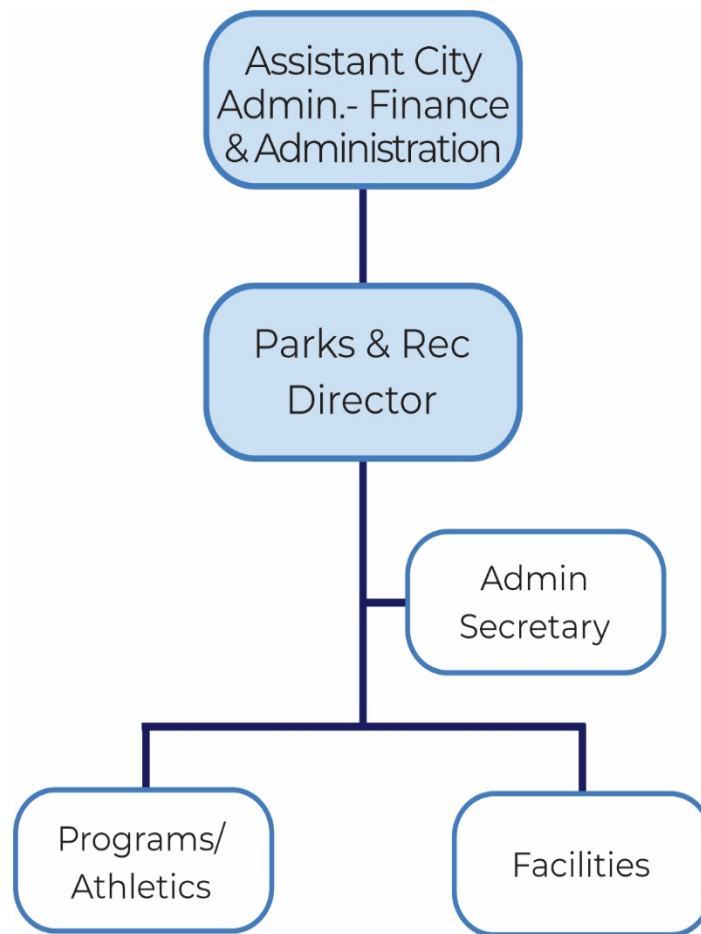 Assistant City
Admin.- Finance
& Administration
Parks & Rec
Director
Admin
Secretary
Programs/
Athletics
Facilities